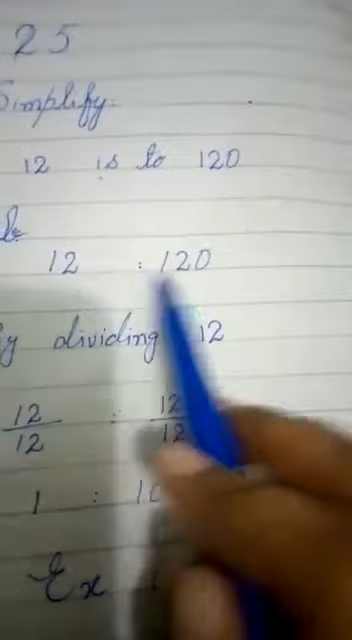 25
Simplify
12 is to 120
12 : 120
dividing 12
12 : 12
12 12
1 : 10
Ex